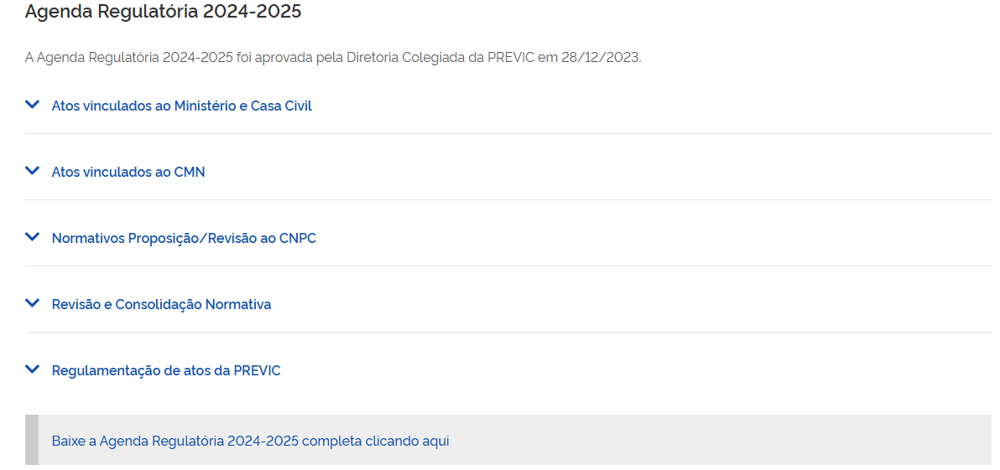 Agenda Regulatória 2024-2025
A Agenda Regulatória 2024-2025 foi aprovada pela Diretoria Colegiada da PREVIC em 28/12/2023.
Atos vinculados ao Ministério e Casa Civil
Atos vinculados ao CMN
Normativos Proposição/Revisão ao CNPC
Revisão e Consolidação Normativa
Regulamentação de atos da PREVIC
Baixe a Agenda Regulatória 2024-2025 completa clicando aqui